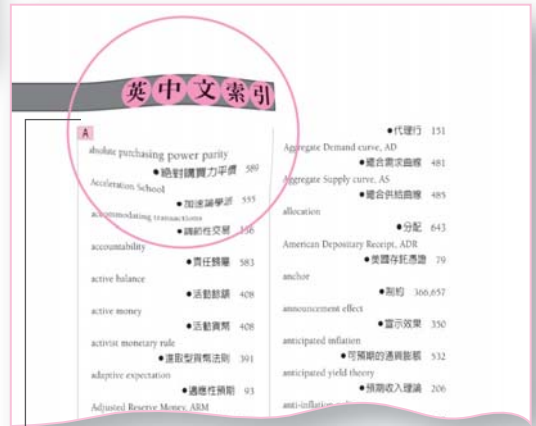 英中文索引
A
absolute purchasing power parity
●絕對購買力平價 589
Acceleration School
●加速論學派 555
accommodating transactions
●調節性交易
accountability
●責任歸屬 583
active balance
●活動餘額 408
active money
●活動貨幣 408
activist monetary rule
●進取型貨幣法則 391
adaptive expectation
●適應性預期 93
Adjusted Reserve Money, ARM
●代理行 151
Aggregate Demand curve, AD
●總合需求曲線 481
Aggregate Supply curve, AS
●總合供給曲線 485
allocation
●分配 643
American Depositary Receipt, ADR
●美國存託憑證 79
anchor
●制約 366,657
announcement effect
●宣示效果 350
anticipated inflation
●可預期的通貨膨脹 532
anticipated yield theory
●預期收入理論 206
anti-inflation